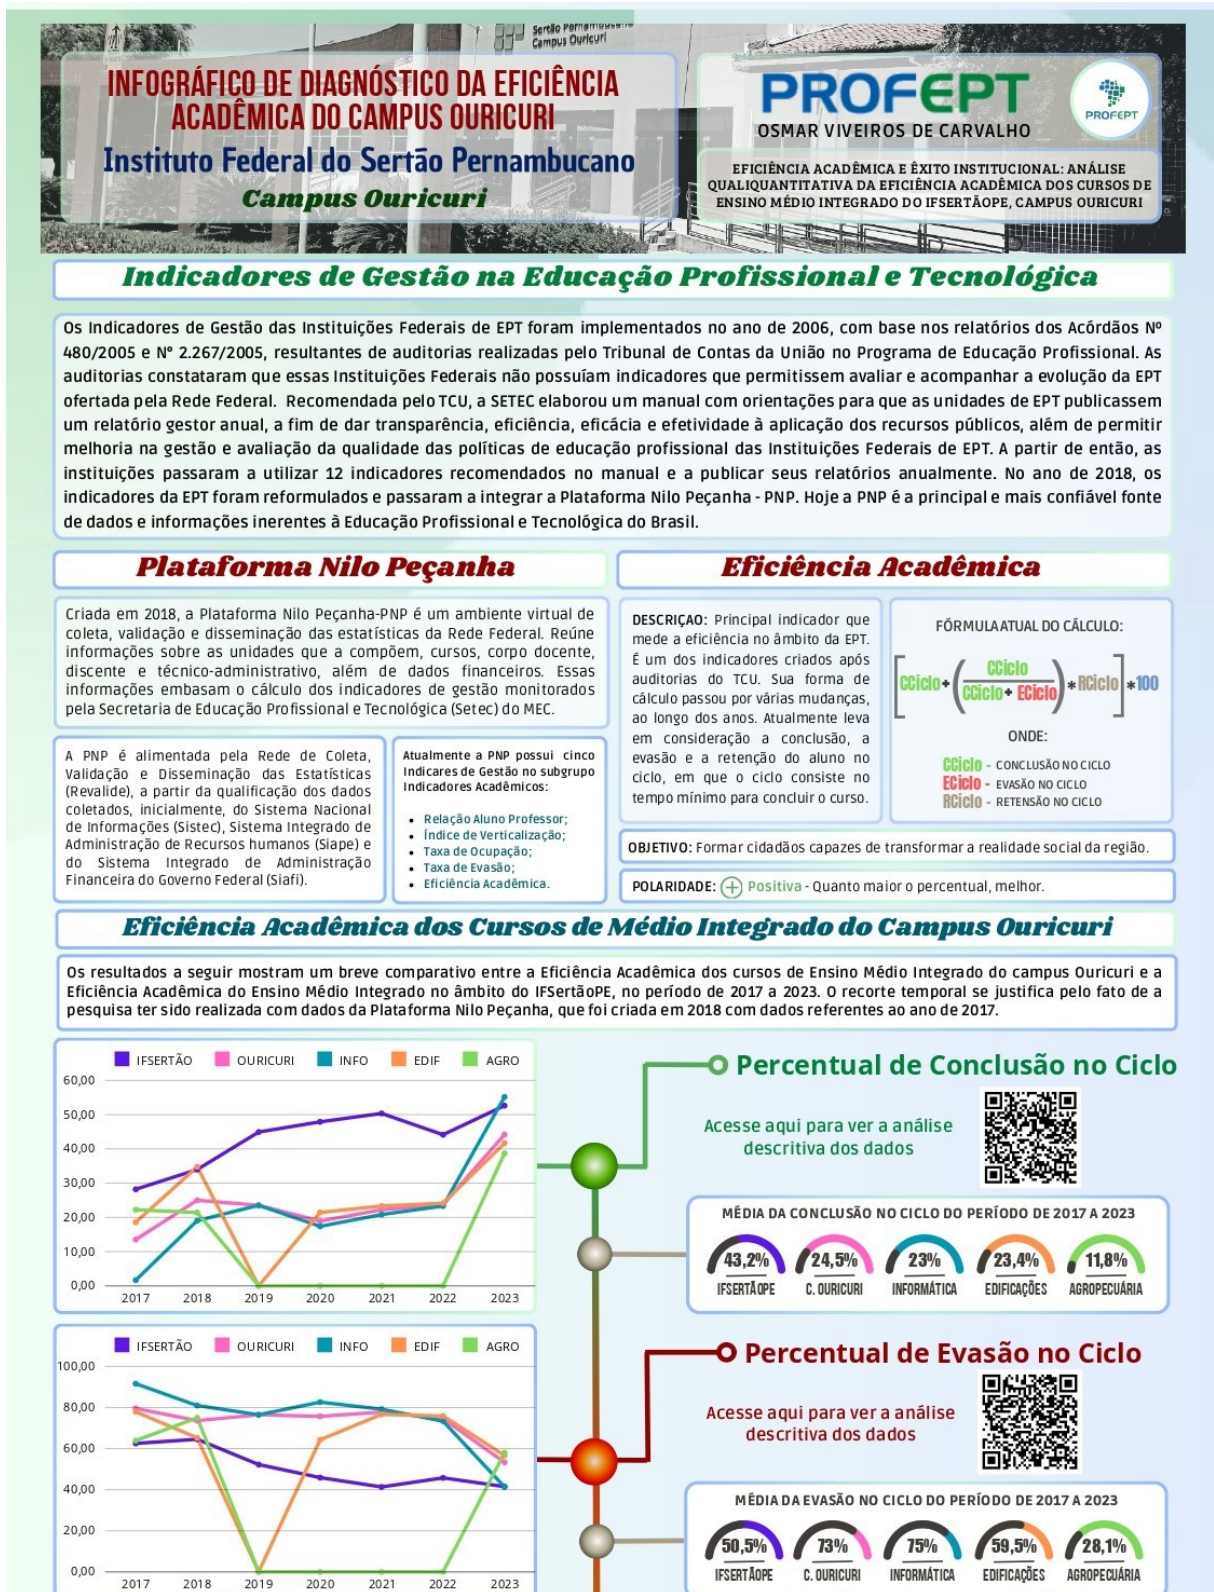 Sertão Pernambucano
Campus Ouricuri
INFOGRÁFICO DE DIAGNÓSTICO DA EFICIÊNCIA
ACADÊMICA DO CAMPUS OURICURI
Instituto Federal do Sertão Pernambucano
Campus Ouricuri
PROFEPT
OSMAR VIVEIROS DE CARVALHO
PROFEPT
EFICIÊNCIA ACADÊMICA E ÊXITO INSTITUCIONAL: ANÁLISE
QUALIQUANTITATIVA DA EFICIÊNCIA ACADÊMICA DOS CURSOS DE
ENSINO MÉDIO INTEGRADO DO IFSERTÃOPE, CAMPUS OURICURI
Indicadores de Gestão na Educação Profissional e Tecnológica
Os Indicadores de Gestão das Instituições Federais de EPT foram implementados no ano de 2006, com base nos relatórios dos Acórdãos Nº
480/2005 e Nº 2.267/2005, resultantes de auditorias realizadas pelo Tribunal de Contas da União no Programa de Educação Profissional. As
auditorias constataram que essas Instituições Federais não possuíam indicadores que permitissem avaliar e acompanhar a evolução da EPT
ofertada pela Rede Federal. Recomendada pelo TCU, a SETEC elaborou um manual com orientações para que as unidades de EPT publicassem
um relatório gestor anual, a fim de dar transparência, eficiência, eficácia e efetividade à aplicação dos recursos públicos, além de permitir
melhoria na gestão e avaliação da qualidade das políticas de educação profissional das Instituições Federais de EPT. A partir de então, as
instituições passaram a utilizar 12 indicadores recomendados no manual e a publicar seus relatórios anualmente. No ano de 2018, os
indicadores da EPT foram reformulados e passaram a integrar a Plataforma Nilo Peçanha - PNP. Hoje a PNP é a principal e mais confiável fonte
de dados e informações inerentes à Educação Profissional e Tecnológica do Brasil.
Plataforma Nilo Peçanha
Criada em 2018, a Plataforma Nilo Peçanha-PNP é um ambiente virtual de
coleta, validação e disseminação das estatísticas da Rede Federal. Reúne
informações sobre as unidades que a compõem, cursos, corpo docente,
discente e técnico-administrativo, além de dados financeiros. Essas
informações embasam o cálculo dos indicadores de gestão monitorados
pela Secretaria de Educação Profissional e Tecnológica (Setec) do MEC.
A PNP é alimentada pela Rede de Coleta,
Validação e Disseminação das Estatísticas
(Revalide), a partir da qualificação dos dados
coletados, inicialmente, do Sistema Nacional
de Informações (Sistec), Sistema Integrado de
Administração de Recursos humanos (Siape) e
do Sistema Integrado de Administração
Financeira do Governo Federal (Siafi).
Atualmente a PNP possui cinco
Indicares de Gestão no subgrupo
Indicadores Acadêmicos:
• Relação Aluno Professor;
• Índice de Verticalização;
• Taxa de Ocupação;
• Taxa de Evasão;
• Eficiência Acadêmica.
Eficiência Acadêmica
DESCRIÇAO: Principal indicador que
mede a eficiência no âmbito da EPT.
É um dos indicadores criados após
auditorias do TCU. Sua forma de
cálculo passou por várias mudanças,
ao longo dos anos. Atualmente leva
em consideração a conclusão, a
evasão e a retenção do aluno no
ciclo, em que o ciclo consiste no
tempo mínimo para concluir o curso.
FÓRMULA ATUAL DO CÁLCULO:
[CCiclo+(CCiclo/CCiclo+ ECiclo)*RCiclo]*100
ONDE:
CCiclo - CONCLUSÃO NO CICLO
ECiclo - EVASÃO NO CICLO
RCiclo - RETENSÃO NO CICLO
OBJETIVO: Formar cidadãos capazes de transformar a realidade social da região.
POLARIDADE: + Positiva - Quanto maior o percentual, melhor.
Eficiência Acadêmica dos Cursos de Médio Integrado do Campus Ouricuri
Os resultados a seguir mostram um breve comparativo entre a Eficiência Acadêmica dos cursos de Ensino Médio Integrado do campus Ouricuri e a
Eficiência Acadêmica do Ensino Médio Integrado no âmbito do IFSertãoPE, no período de 2017 a 2023. O recorte temporal se justifica pelo fato de a
pesquisa ter sido realizada com dados da Plataforma Nilo Peçanha, que foi criada em 2018 com dados referentes ao ano de 2017.
IFSERTÃO OURICURI INFO EDIF AGRO
60,00
50,00
40,00
30,00
20,00
10,00
0,00
2017 2018 2019 2020 2021 2022 2023
Percentual de Conclusão no Ciclo
Acesse aqui para ver a análise
descritiva dos dados
MÉDIA DA CONCLUSÃO NO CICLO DO PERÍODO DE 2017 A 2023
43,2% 24,5% 23% 23,4% 11,8%
IFSERTÃOPE C. OURICURI INFORMÁTICA EDIFICAÇÕES AGROPECUÁRIA
IFSERTÃO OURICURI INFO EDIF AGRO
100,00
80,00
60,00
40,00
20,00
0,00
2017 2018 2019 2020 2021 2022 2023
Percentual de Evasão no Ciclo
Acesse aqui para ver a análise
descritiva dos dados
MÉDIA DA EVASÃO NO CICLO DO PERÍODO DE 2017 A 2023
50,5% 73% 75% 59,5% 28,1%
IFSERTÃOPE C. OURICURI INFORMÁTICA EDIFICAÇÕES AGROPECUÁRIA